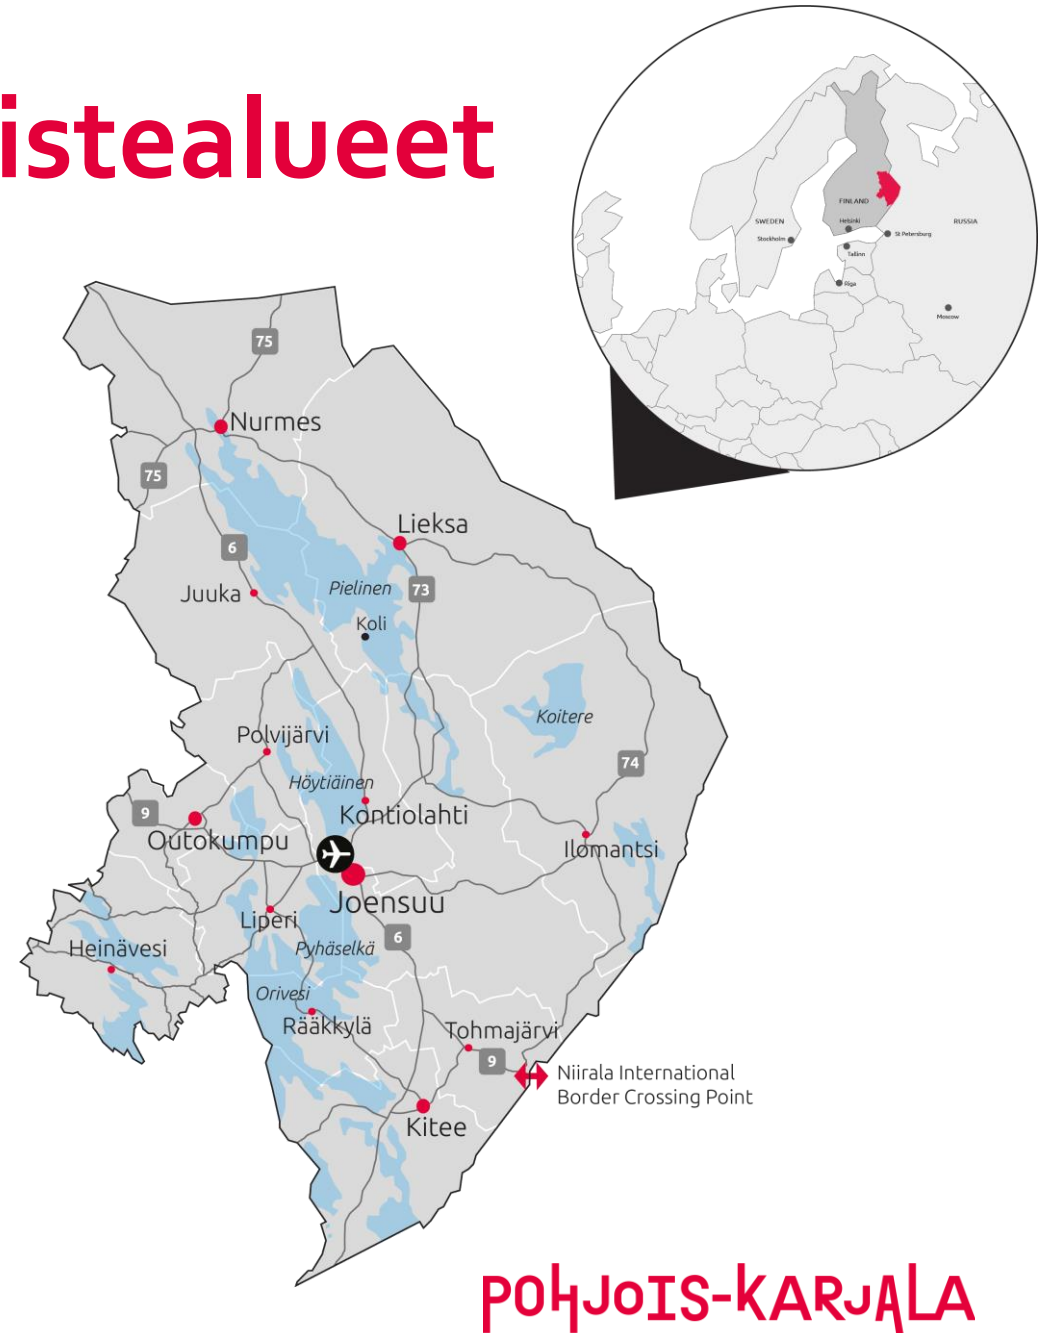 istealueet
SWEDEN
FINLAND
RUSSIA
Helsinki
Stockholm
St Petersburg
Tallinn
Riga
Moscow
75
Nurmes
75
Lieksa
6
Juuka
Pielinen
73
Koli
Koitere
Polvijärvi
74
Höytiäinen
9
Kontiolahti
Outokumpu
Ilomantsi
Joensuu
Liperi
6
Heinävesi
Pyhäselkä
Orivesi
Rääkkylä
Tohmajärvi
9
Niirala International
Border Crossing Point
Kitee
POHJOIS-KARJALA